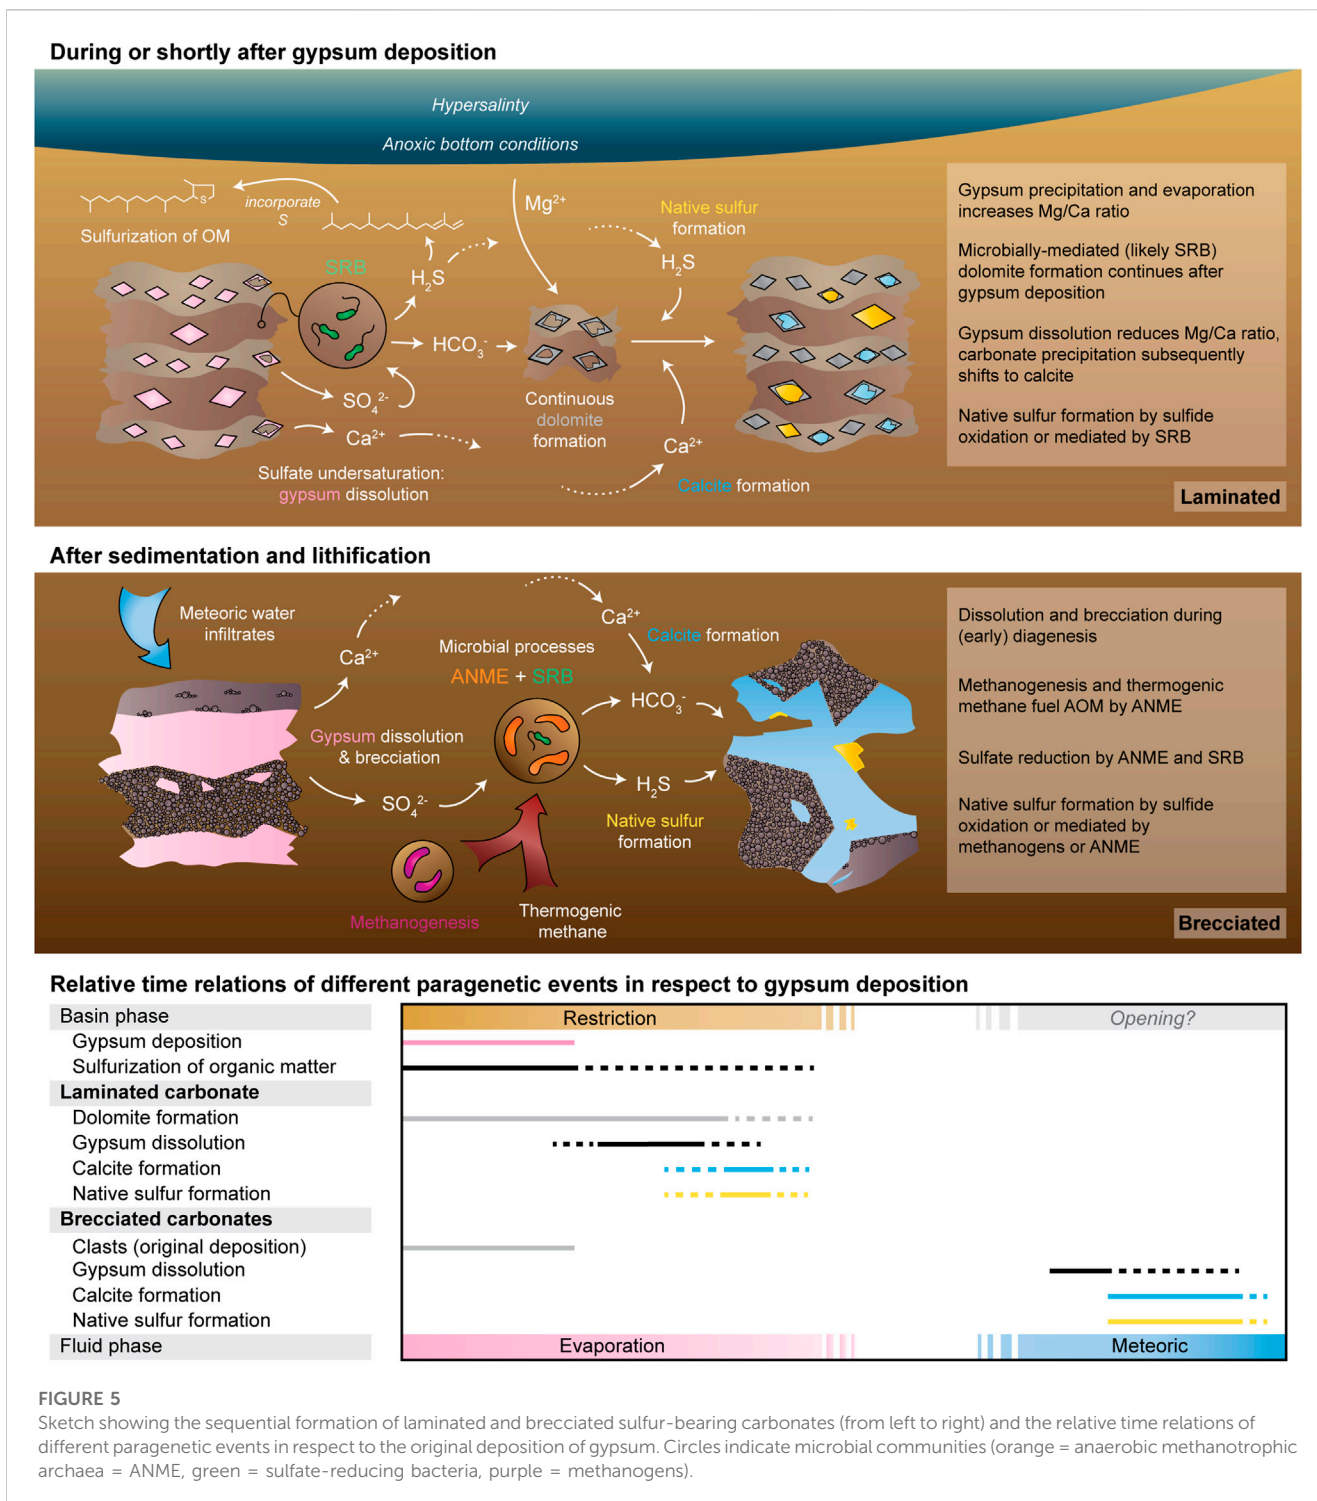 During or shortly after gypsum deposition
Hypersalinty
Anoxic bottom conditions
incorporate
S
S
Sulfurization of OM
SRB
H₂S
Mg²⁺
Native sulfur
formation
H₂S
HCO₃⁻
SO₄²⁻
Ca²⁺
Sulfate undersaturation:
gypsum dissolution
Continuous
dolomite
formation
Ca²⁺
Calcite formation
Gypsum precipitation and evaporation
increases Mg/Ca ratio
Microbially-mediated (likely SRB)
dolomite formation continues after
gypsum deposition
Gypsum dissolution reduces Mg/Ca ratio,
carbonate precipitation subsequently
shifts to calcite
Native sulfur formation by sulfide
oxidation or mediated by SRB
Laminated
After sedimentation and lithification
Meteoric water
infiltrates
Ca²⁺
Gypsum dissolution
& brecciation
SO₄²⁻
Microbial processes
ANME + SRB
Ca²⁺
Calcite formation
HCO₃⁻
H₂S
Native sulfur
formation
Methanogenesis
Thermogenic
methane
Dissolution and brecciation during
(early) diagenesis
Methanogenesis and thermogenic
methane fuel AOM by ANME
Sulfate reduction by ANME and SRB
Native sulfur formation by sulfide
oxidation or mediated by
methanogens or ANME
Brecciated
Relative time relations of different paragenetic events in respect to gypsum deposition
Basin phase
Restriction
Opening?
Gypsum deposition
Sulfurization of organic matter
Laminated carbonate
Dolomite formation
Gypsum dissolution
Calcite formation
Native sulfur formation
Brecciated carbonates
Clasts (original deposition)
Gypsum dissolution
Calcite formation
Native sulfur formation
Fluid phase
Evaporation
Meteoric
FIGURE 5
Sketch showing the sequential formation of laminated and brecciated sulfur-bearing carbonates (from left to right) and the relative time relations of
different paragenetic events in respect to the original deposition of gypsum. Circles indicate microbial communities (orange = anaerobic methanotrophic
archaea = ANME, green = sulfate-reducing bacteria, purple = methanogens).